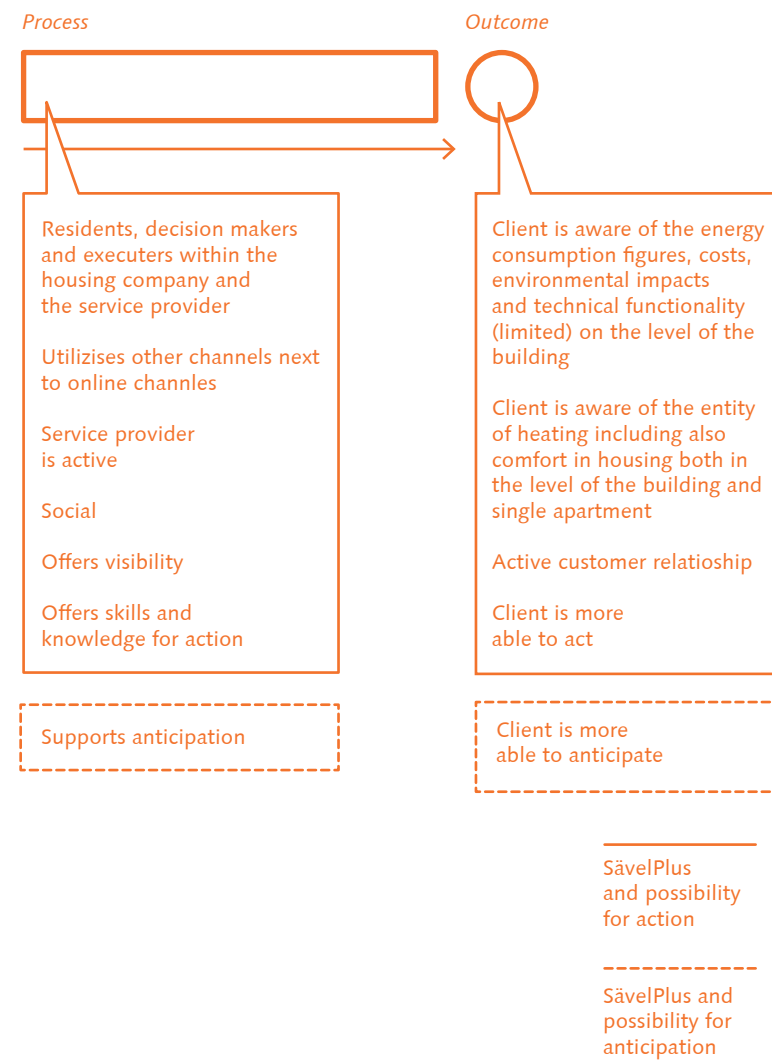 Process
Outcome
Residents, decision makers
and executers within the
housing company and
the service provider
Utilizises other channels next
to online channles
Service provider
is active
Social
Offers visibility
Offers skills and
knowledge for action
Supports anticipation
Client is aware of the energy
consumption figures, costs,
environmental impacts
and technical functionality
(limited) on the level of the
building
Client is aware of the entity
of heating including also
comfort in housing both in
the level of the building and
single apartment
Active customer relatioship
Client is more
able to act
Client is more
able to anticipate
SävelPlus
and possibility
for action
SävelPlus and
possibility for
anticipation